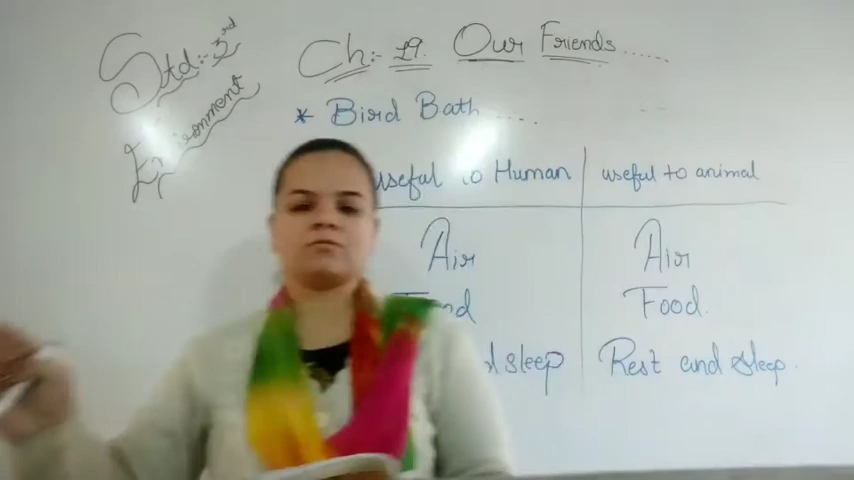 Std:- 3rd
Environment
Ch:- 19. Our Friends......
* Bird Bath.....
useful to Human
useful to animal
Air
Air
Food.
sleep
Rest and sleep.